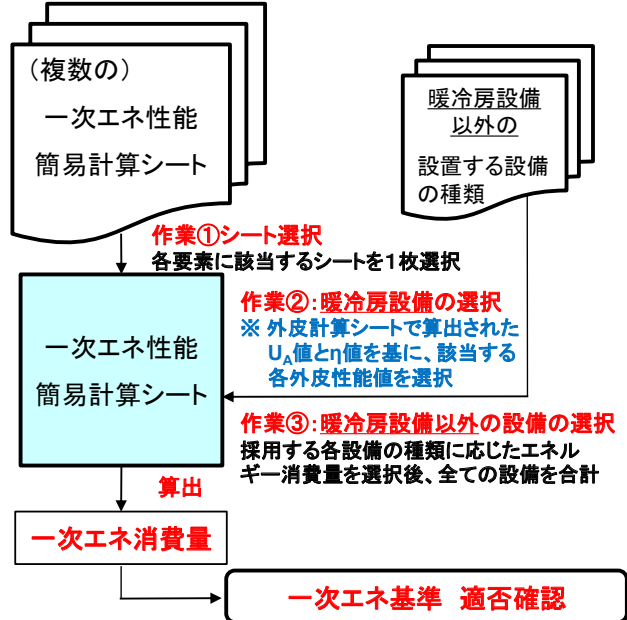 (複数の)
一次エネ性能
簡易計算シート
暖冷房設備
以外の
設置する設備
の種類
作業①シート選択
各要素に該当するシートを1枚選択
一次エネ性能
簡易計算シート
作業②:暖冷房設備の選択
※ 外皮計算シートで算出された
UA値とη値を基に、該当する
各外皮性能値を選択
作業③:暖冷房設備以外の設備の選択
採用する各設備の種類に応じたエネル
ギー消費量を選択後、全ての設備を合計
算出
一次エネ消費量
一次エネ基準 適否確認